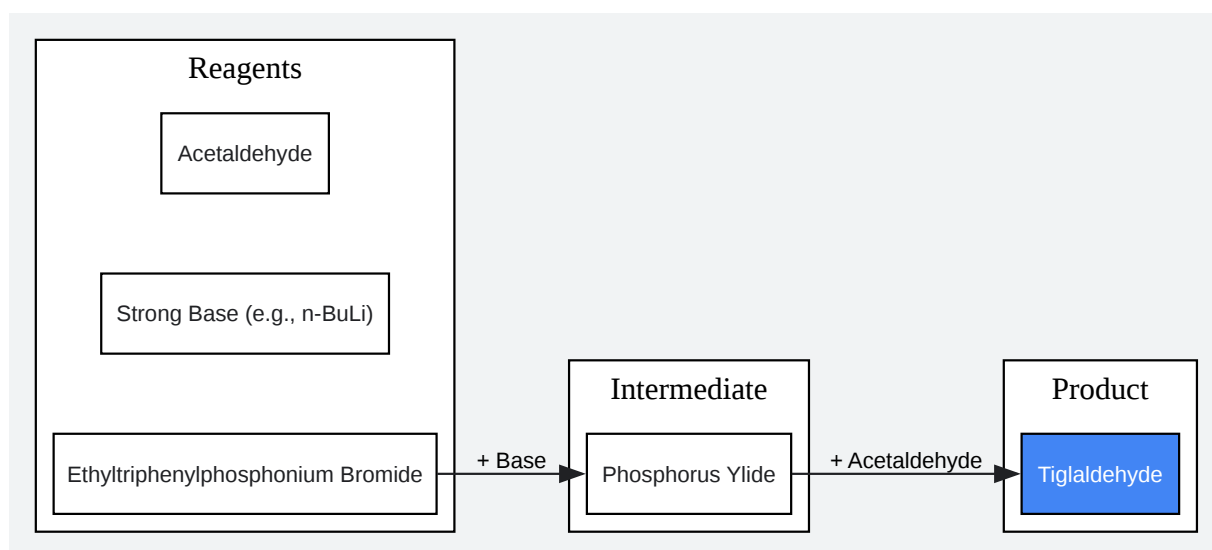 Reagents
Acetaldehyde
Strong Base (e.g., n-BuLi)
Ethyltriphenylphosphonium Bromide
+ Base
Intermediate
Phosphorus Ylide
+ Acetaldehyde
Product
Tiglaldehyde